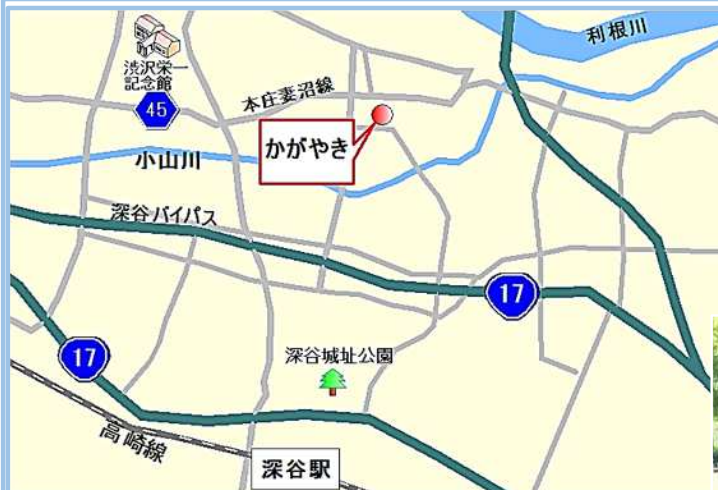 利根川
渋沢栄一
記念館
本庄妻沼線
45
かがやき
小山川
深谷バイパス
17
17
深谷城址公園
高崎線
深谷駅